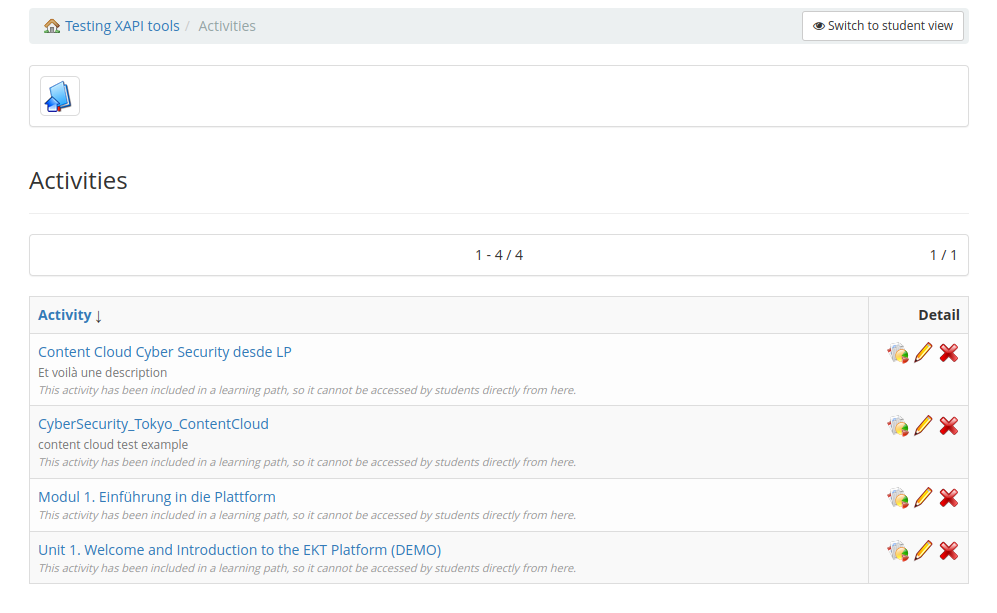 Testing XAPI tools / Activities
Switch to student view
Activities
1 - 4 / 4
1 / 1
Activity ↓
Detail
Content Cloud Cyber Security desde LP
Et voilà une description
This activity has been included in a learning path, so it cannot be accessed by students directly from here.
CyberSecurity_Tokyo_ContentCloud
content cloud test example
This activity has been included in a learning path, so it cannot be accessed by students directly from here.
Modul 1. Einführung in die Plattform
This activity has been included in a learning path, so it cannot be accessed by students directly from here.
Unit 1. Welcome and Introduction to the EKT Platform (DEMO)
This activity has been included in a learning path, so it cannot be accessed by students directly from here.